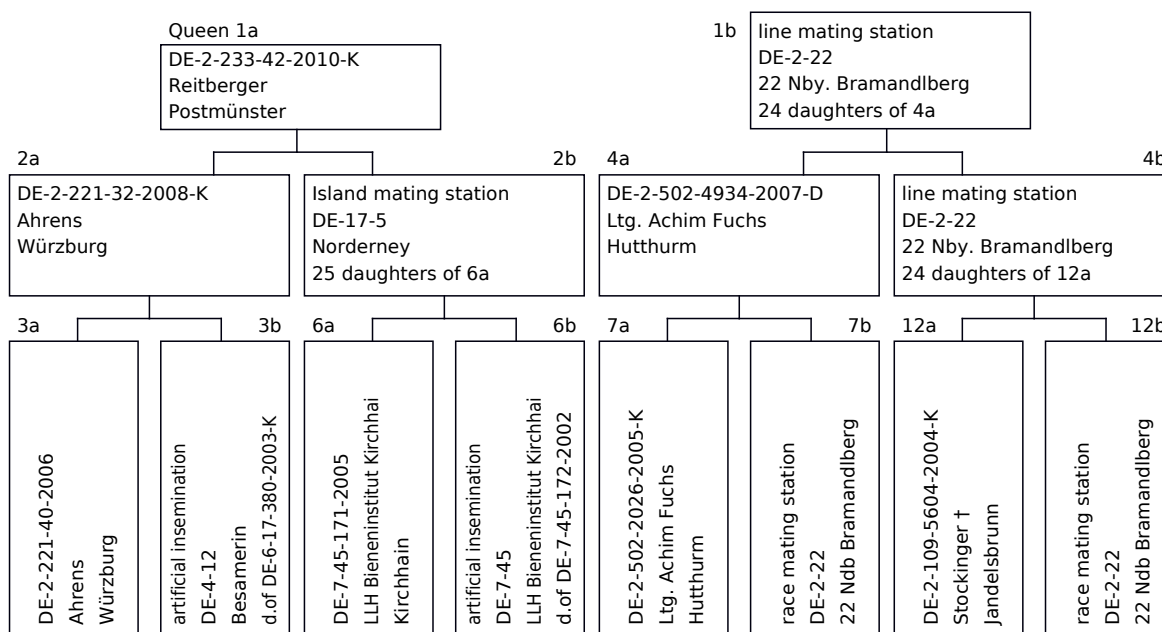 Queen 1a
DE-2-233-42-2010-K
Reitberger
Postmünster
1b
line mating station
DE-2-22
22 Nby. Bramandlberg
24 daughters of 4a
2a
DE-2-221-32-2008-K
Ahrens
Würzburg
2b
Island mating station
DE-17-5
Norderney
25 daughters of 6a
4a
DE-2-502-4934-2007-D
Ltg. Achim Fuchs
Hutthurm
4b
line mating station
DE-2-22
22 Nby. Bramandlberg
24 daughters of 12a
3a
DE-2-221-40-2006
Ahrens
Würzburg
3b
artificial insemination
DE-4-12
Besamerin
d.of DE-6-17-380-2003-K
6a
DE-7-45-171-2005
LLH Bieneninstitut Kirchhai
Kirchhain
6b
artificial insemination
DE-7-45
LLH Bieneninstitut Kirchhai
d.of DE-7-45-172-2002
7a
DE-2-502-2026-2005-K
Ltg. Achim Fuchs
Hutthurm
7b
race mating station
DE-2-22
22 Ndb Bramandlberg
12a
DE-2-109-5604-2004-K
Stockinger †
Jandelsbrunn
12b
race mating station
DE-2-22
22 Ndb Bramandlberg